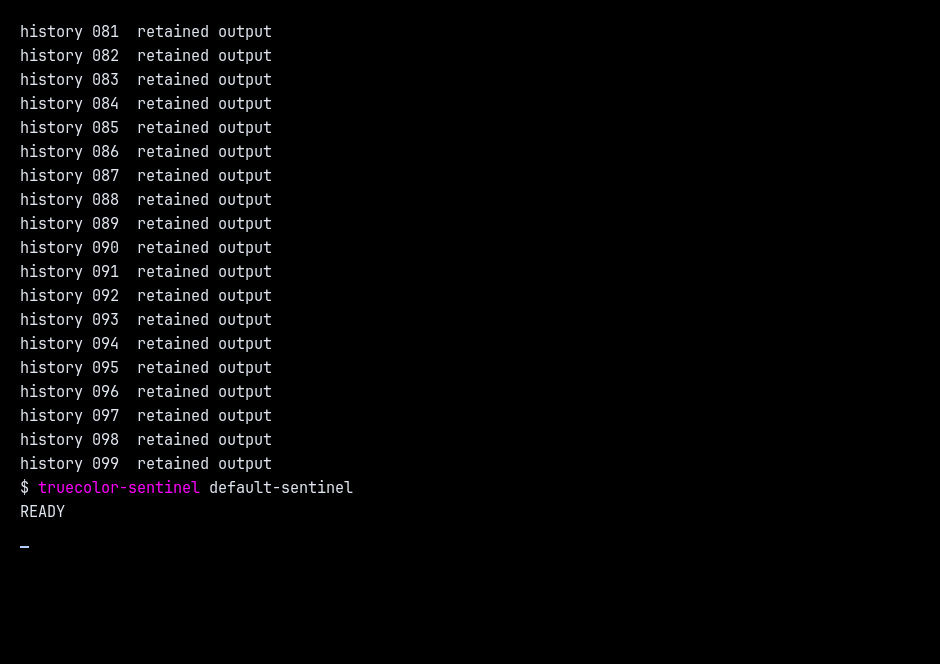 history 081  retained output
history 082  retained output
history 083  retained output
history 084  retained output
history 085  retained output
history 086  retained output
history 087  retained output
history 088  retained output
history 089  retained output
history 090  retained output
history 091  retained output
history 092  retained output
history 093  retained output
history 094  retained output
history 095  retained output
history 096  retained output
history 097  retained output
history 098  retained output
history 099  retained output
$ truecolor-sentinel default-sentinel
READY